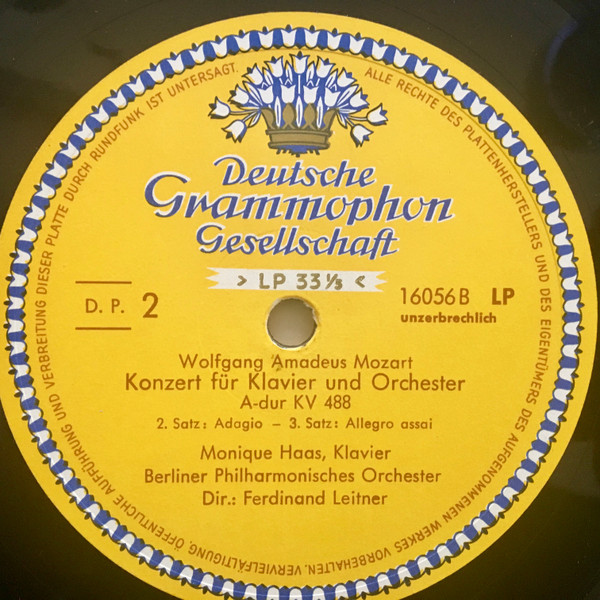 Deutsche
Grammophon
Gesellschaft
> LP 33⅓ <
D. P. 2
16056 B LP
unzerbrechlich
Wolfgang Amadeus Mozart
Konzert für Klavier und Orchester
A-dur KV 488
2. Satz: Adagio – 3. Satz: Allegro assai
Monique Haas, Klavier
Berliner Philharmonisches Orchester
Dir.: Ferdinand Leitner
ALLE RECHTE DES PLATTENHERSTELLERS UND DES EIGENTÜMERS DES AUFGENOMMENEN WERKES VORBEHALTEN. VERVIELFÄLTIGUNG, ÖFFENTLICHE AUFFÜHRUNG UND VERBREITUNG DIESER PLATTE DURCH RUNDFUNK IST UNTERSAGT.